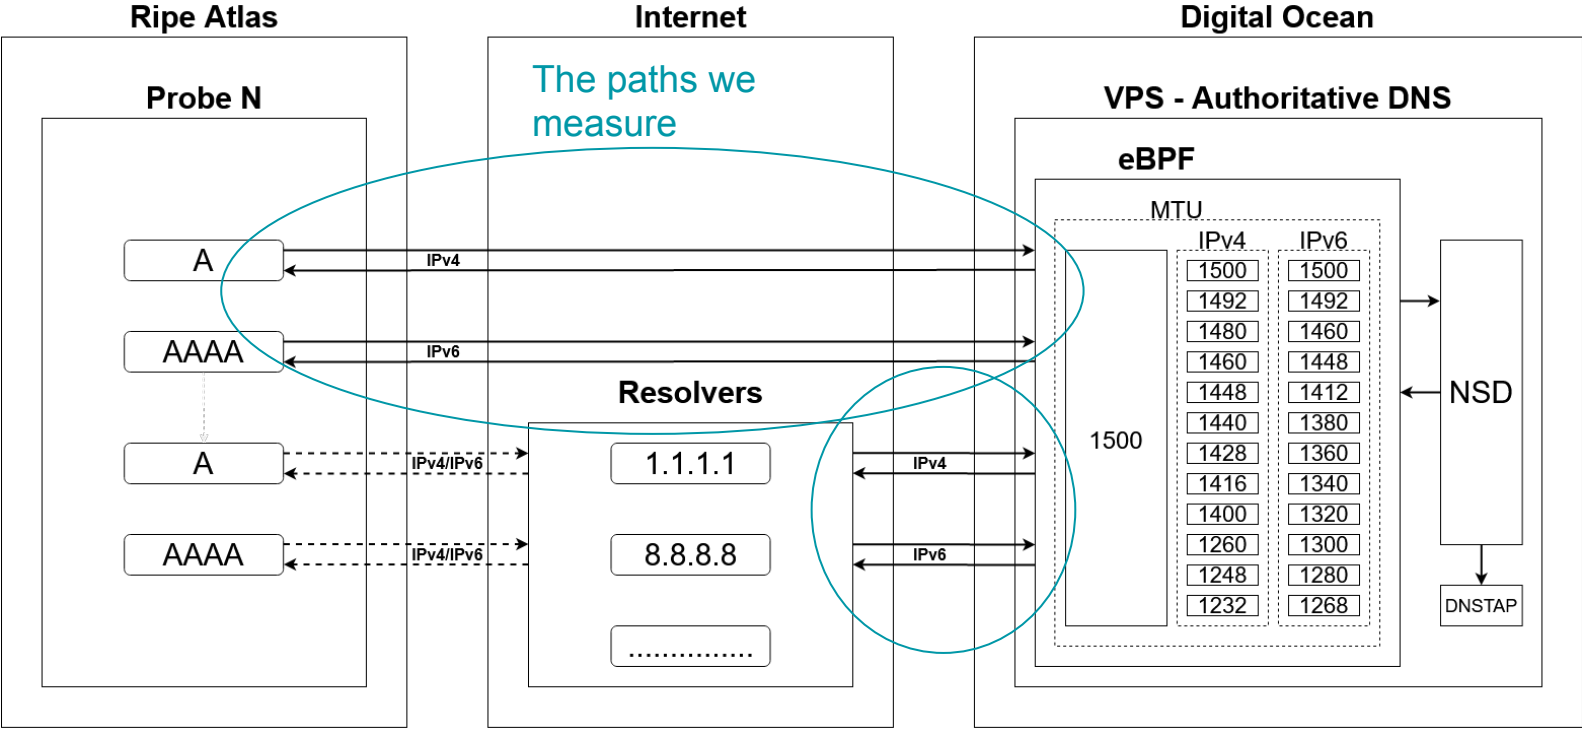 Ripe Atlas
Internet
Digital Ocean
The paths we
measure
Probe N
VPS - Authoritative DNS
eBPF
MTU
IPv4
IPv6
A
IPv4
AAAA
IPv6
A
IPv4/IPv6
AAAA
IPv4/IPv6
Resolvers
1.1.1.1
8.8.8.8
...............
IPv4
IPv6
1500
1500
1492
1480
1460
1448
1440
1428
1416
1400
1260
1248
1232
1500
1492
1460
1448
1412
1380
1360
1340
1320
1300
1280
1268
NSD
DNSTAP